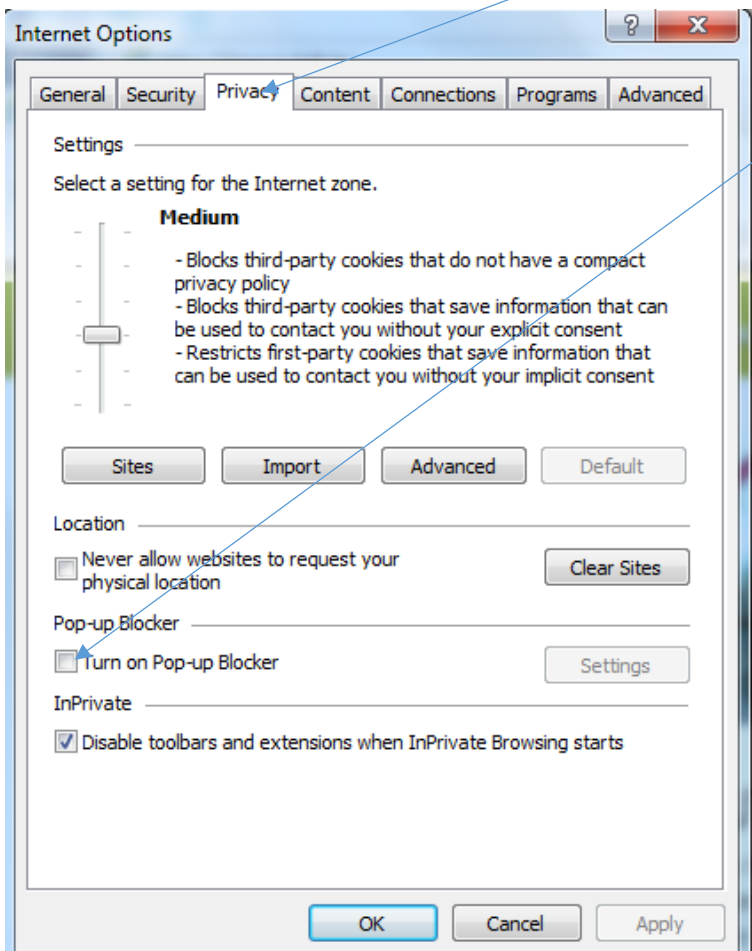 Internet Options
General Security Privacy Content Connections Programs Advanced
Settings
Select a setting for the Internet zone.
Medium
- Blocks third-party cookies that do not have a compact
privacy policy
- Blocks third-party cookies that save information that can
be used to contact you without your explicit consent
- Restricts first-party cookies that save information that
can be used to contact you without your implicit consent
Sites Import Advanced Default
Location
Never allow websites to request your
physical location
Clear Sites
Pop-up Blocker
Turn on Pop-up Blocker
Settings
InPrivate
Disable toolbars and extensions when InPrivate Browsing starts
OK Cancel Apply